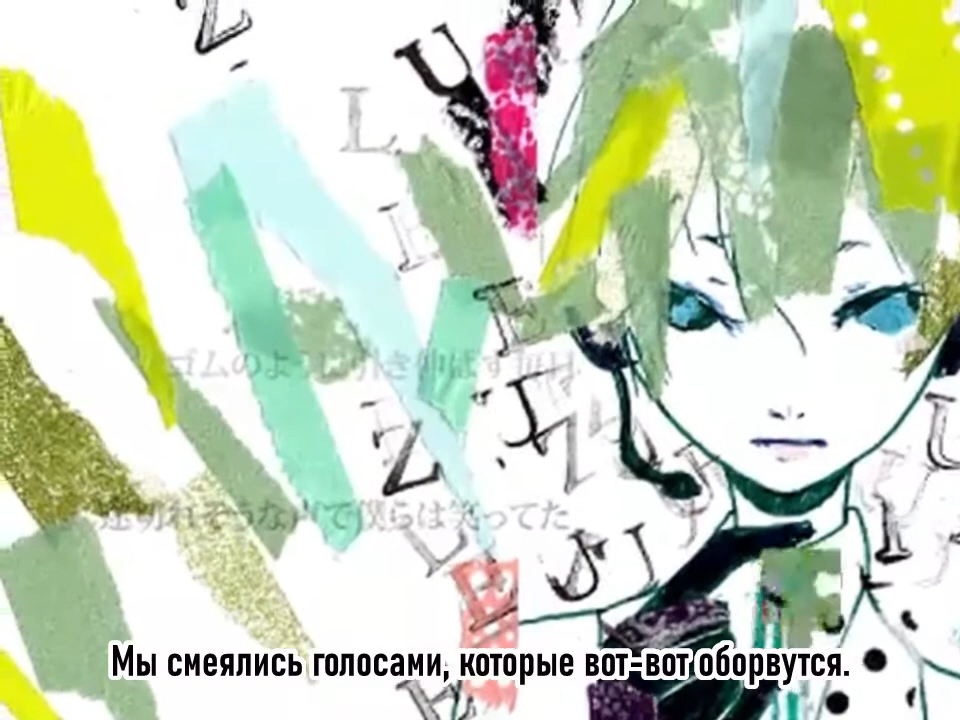 Z
U
L
E
ゴムのように引き伸ばす毎日
J
Z
Z
途切れそうな声で僕らは笑ってた
JJ
Мы смеялись голосами, которые вот-вот оборвутся.